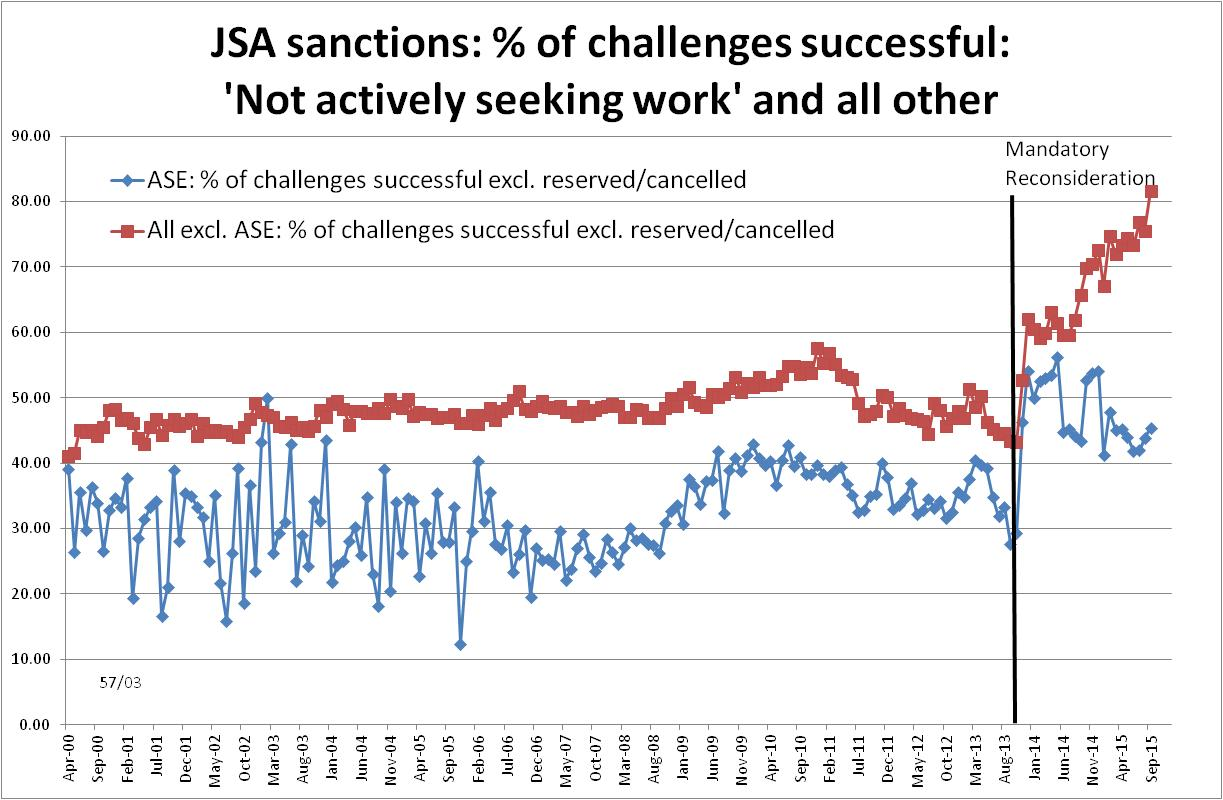 JSA sanctions: % of challenges successful:
'Not actively seeking work' and all other
90.00
80.00
70.00
60.00
50.00
40.00
30.00
20.00
10.00
0.00
ASE: % of challenges successful excl. reserved/cancelled
All excl. ASE: % of challenges successful excl. reserved/cancelled
Mandatory
Reconsideration
57/03
Apr-00
Sep-00
Feb-01
Jul-01
Dec-01
May-02
Oct-02
Mar-03
Aug-03
Jan-04
Jun-04
Nov-04
Apr-05
Sep-05
Feb-06
Jul-06
Dec-06
May-07
Oct-07
Mar-08
Aug-08
Jan-09
Jun-09
Nov-09
Apr-10
Sep-10
Feb-11
Jul-11
Dec-11
May-12
Oct-12
Mar-13
Aug-13
Jan-14
Jun-14
Nov-14
Apr-15
Sep-15